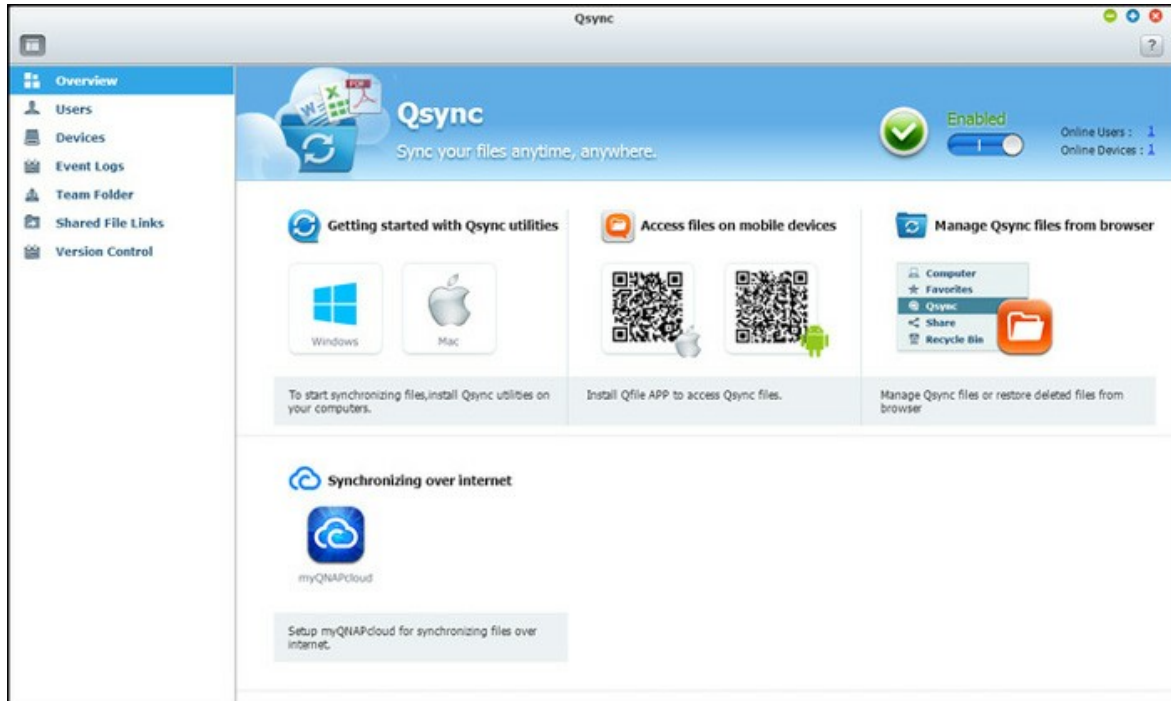 Qsync
?
Overview
Users
Devices
Event Logs
Team Folder
Shared File Links
Version Control
W X PDF
Qsync
Sync your files anytime, anywhere.
Enabled
Online Users : 1
Online Devices : 1
Getting started with Qsync utilities
Windows
Mac
To start synchronizing files,install Qsync utilities on
your computers.
Access files on mobile devices
Install Qfile APP to access Qsync files.
Manage Qsync files from browser
Computer
Favorites
Qsync
Share
Recycle Bin
Manage Qsync files or restore deleted files from
browser
Synchronizing over internet
myQNAPcloud
Setup myQNAPcloud for synchronizing files over
internet.